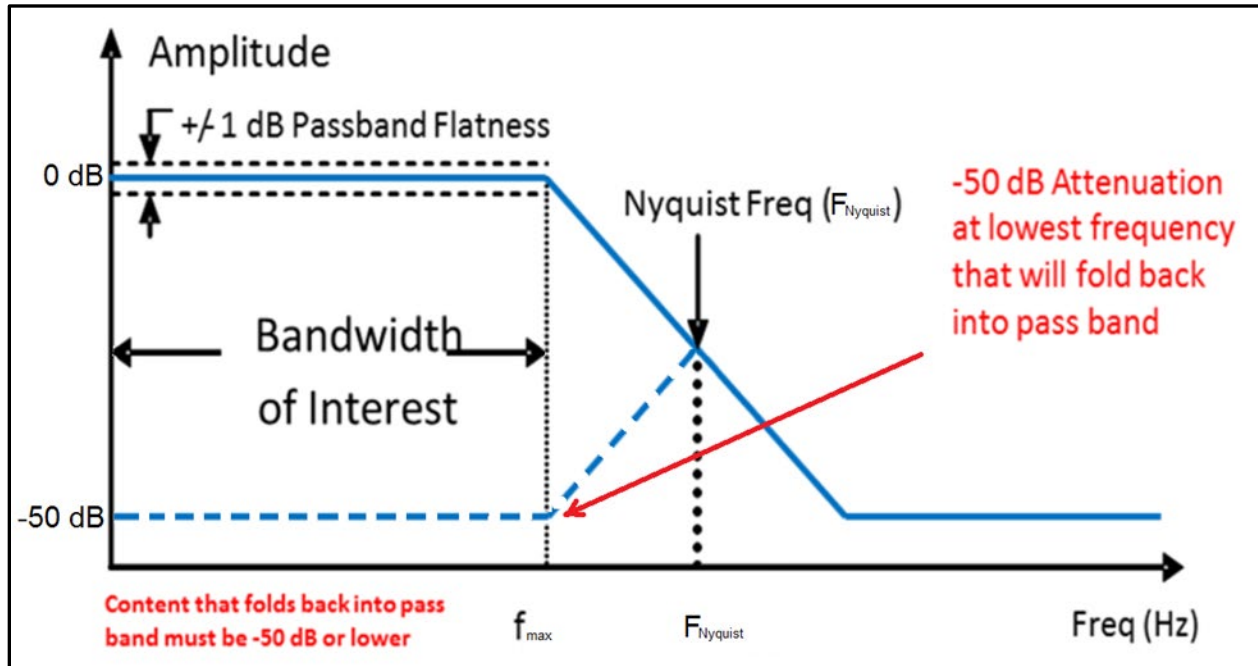 Amplitude
+/- 1 dB Passband Flatness
0 dB
Nyquist Freq (FNyquist)
-50 dB Attenuation
at lowest frequency
that will fold back
into pass band
Bandwidth
of Interest
-50 dB
Content that folds back into pass
band must be -50 dB or lower
fmax
FNyquist
Freq (Hz)